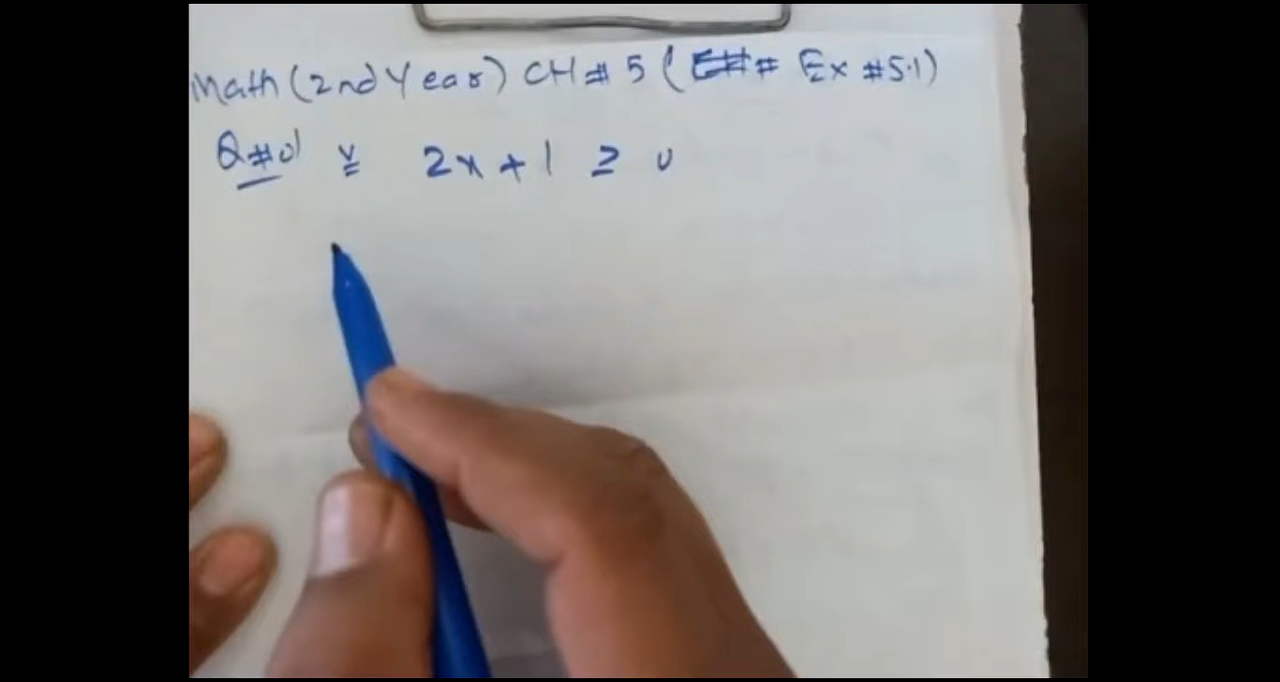 Math (2nd Year) CH # 5 ( Ex # 5.1)
Q # 01 v 2x + 1 ≥ 0